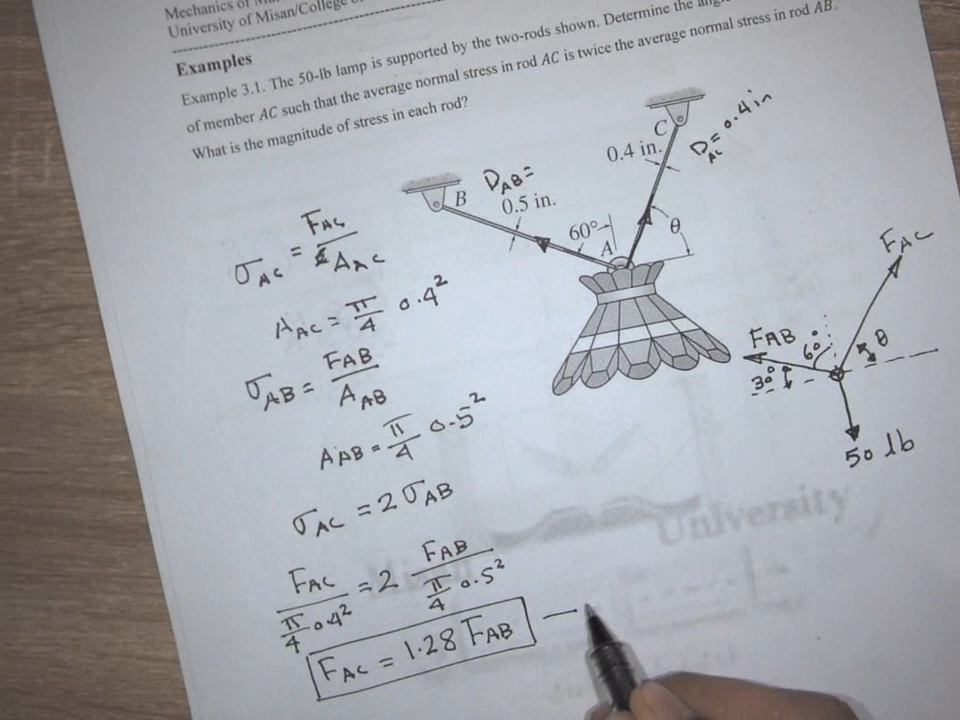 Mechanics of
University of Misan/College
Examples
Example 3.1. The 50-lb lamp is supported by the two-rods shown. Determine the
of member AC such that the average normal stress in rod AC is twice the average normal stress in rod AB.
What is the magnitude of stress in each rod?
C
0.4 in.
D_AC = 0.4 in
D_AB =
B
0.5 in.
60°
A
θ
σ_AC = F_AC / A_AC
A_AC = π/4 0.4²
σ_AB = F_AB / A_AB
A_AB = π/4 0.5²
σ_AC = 2 σ_AB
F_AC / (π/4 0.4²) = 2 F_AB / (π/4 0.5²)
F_AC = 1.28 F_AB
F_AC
F_AB
60°
θ
30°
50 lb
University